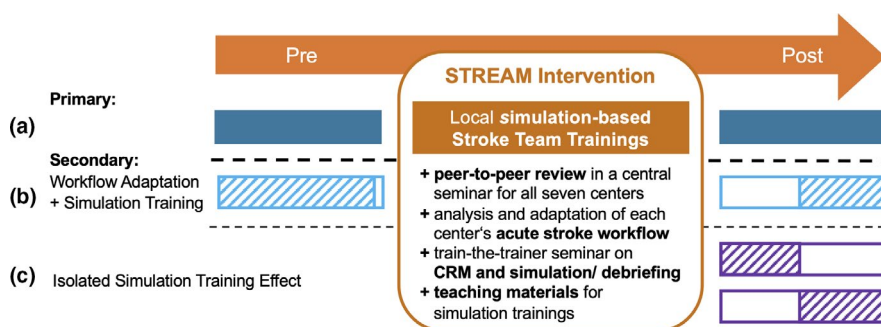 Pre
Post
STREAM Intervention
Local simulation-based
Stroke Team Trainings
Primary:
(a)
Secondary:
(b)
Workflow Adaptation
+ Simulation Training
+ peer-to-peer review in a central
seminar for all seven centers
+ analysis and adaptation of each
center's acute stroke workflow
+ train-the-trainer seminar on
CRM and simulation/ debriefing
+ teaching materials for
simulation trainings
(c)
Isolated Simulation Training Effect